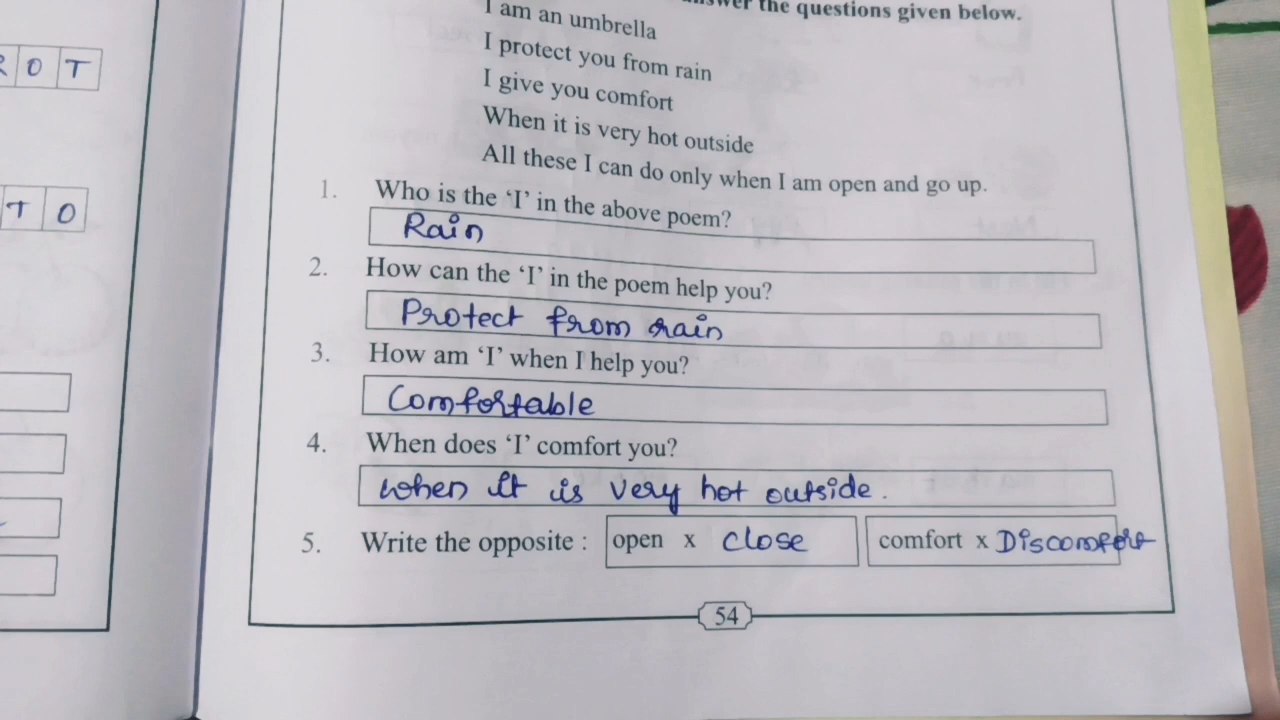 ROT
TO
answer the questions given below.
I am an umbrella
I protect you from rain
I give you comfort
When it is very hot outside
All these I can do only when I am open and go up.
1. Who is the ‘I’ in the above poem?
Rain
2. How can the ‘I’ in the poem help you?
Protect from rain
3. How am ‘I’ when I help you?
Comfortable
4. When does ‘I’ comfort you?
when it is very hot outside.
5. Write the opposite : open x close comfort x Discomfort
54